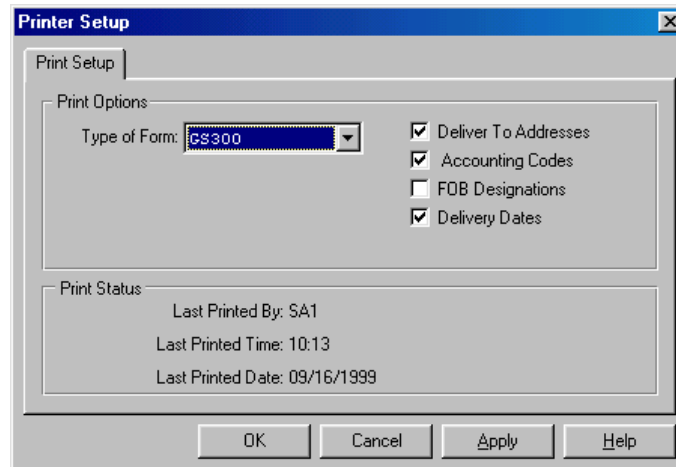 Printer Setup
Print Setup
Print Options
Type of Form: GS300
Deliver To Addresses
Accounting Codes
FOB Designations
Delivery Dates
Print Status
Last Printed By: SA1
Last Printed Time: 10:13
Last Printed Date: 09/16/1999
OK Cancel Apply Help